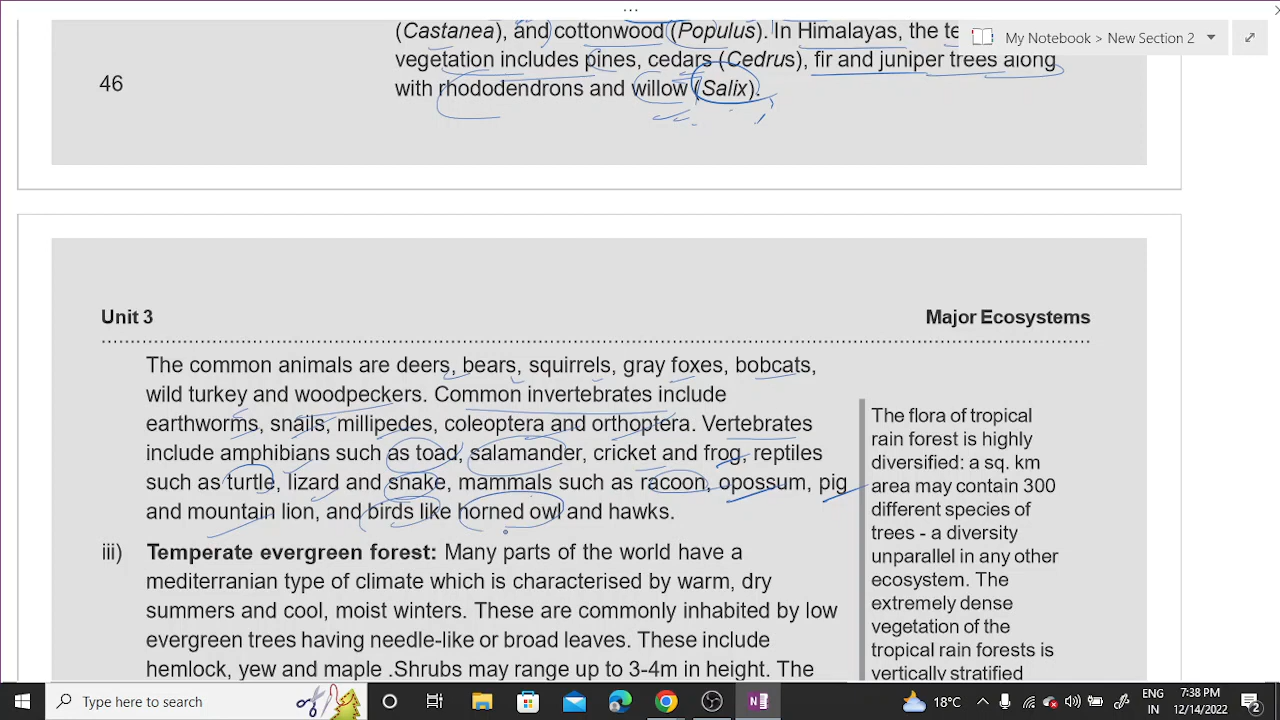 ...
(Castanea), and cottonwood (Populus). In Himalayas, the te
My Notebook > New Section 2
vegetation includes pines, cedars (Cedrus), fir and juniper trees along
with rhododendrons and willow (Salix).
46
Unit 3
Major Ecosystems
The common animals are deers, bears, squirrels, gray foxes, bobcats,
wild turkey and woodpeckers. Common invertebrates include
earthworms, snails, millipedes, coleoptera and orthoptera. Vertebrates
include amphibians such as toad, salamander, cricket and frog, reptiles
such as turtle, lizard and snake, mammals such as racoon, opossum, pig
and mountain lion, and birds like horned owl and hawks.
iii) Temperate evergreen forest: Many parts of the world have a
mediterranian type of climate which is characterised by warm, dry
summers and cool, moist winters. These are commonly inhabited by low
evergreen trees having needle-like or broad leaves. These include
hemlock, yew and maple .Shrubs may range up to 3-4m in height. The
The flora of tropical
rain forest is highly
diversified: a sq. km
area may contain 300
different species of
trees - a diversity
unparallel in any other
ecosystem. The
extremely dense
vegetation of the
tropical rain forests is
vertically stratified
Type here to search
18°C
ENG
IN
7:38 PM
12/14/2022
2